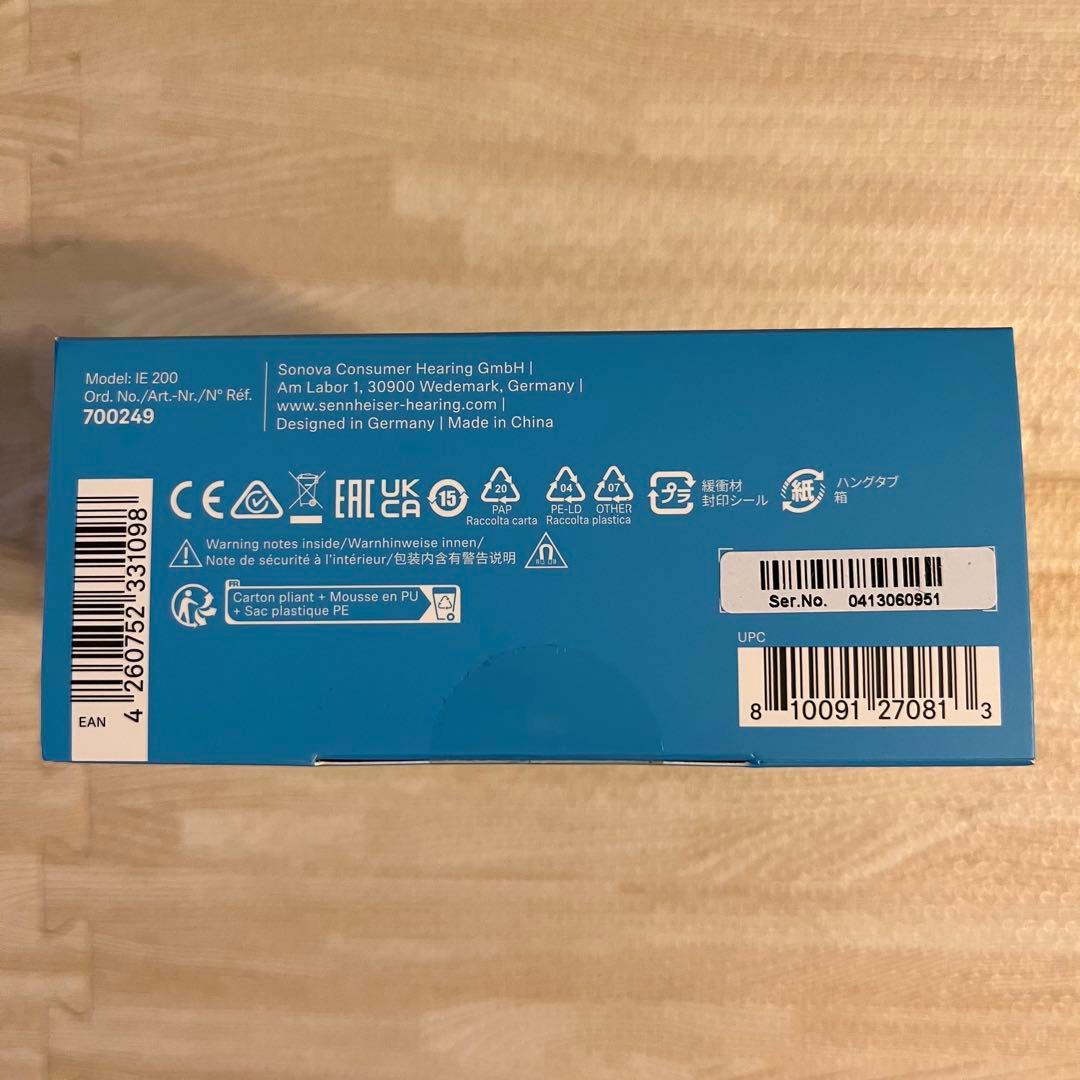 Model: IE 200
Ord. No./Art.-Nr./N° Réf.
700249
Sonova Consumer Hearing GmbH |
Am Labor 1, 30900 Wedemark, Germany |
www.sennheiser-hearing.com |
Designed in Germany | Made in China
CE
EAC
UK
CA
15
20
PAP
Raccolta carta
04
PE-LD
07
OTHER
Raccolta plastica
プラ
緩衝材
封印シール
紙
ハングタブ
箱
Warning notes inside/Warnhinweise innen/
Note de sécurité à l'intérieur/包装内含有警告说明
FR
Carton pliant + Mousse en PU
+ Sac plastique PE
EAN
4 260752 331098
Ser.No. 0413060951
UPC
8 10091 27081 3